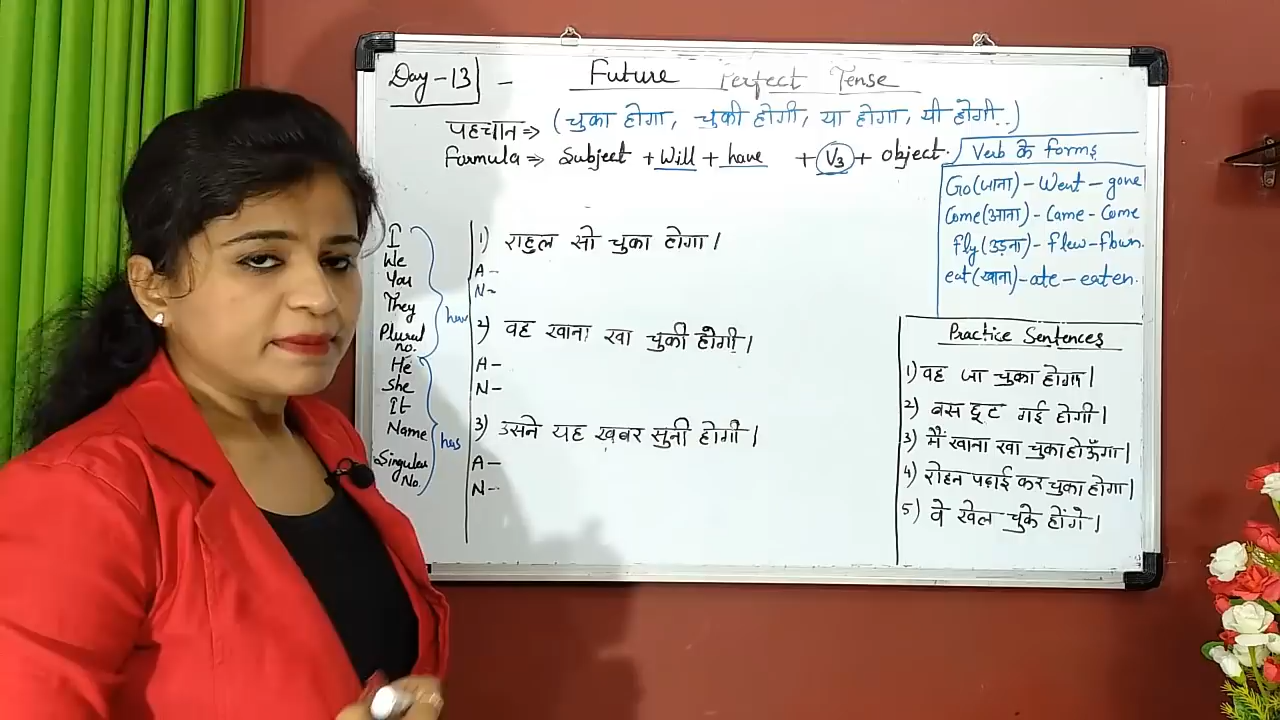 Day-13 - Future Perfect Tense
पहचान ⇒ (चुका होगा, चुकी होगी, या होगा, यी होगी..)
Formula ⇒ Subject + Will + have + V3 + object.
Verb के forms
Go (जाना) - Went - gone
Come (आना) - Came - Come
fly (उड़ना) - flew - flown.
eat (खाना) - ate - eaten.
I
We
You
They
Plural no.
have
He
She
It
Name
Singular No.
has
1) राहुल सो चुका होगा।
A-
N-
2) वह खाना खा चुकी होगी।
A-
N-
3) उसने यह ख़बर सुनी होगी।
A-
N-
Practice Sentences
1) वह जा चुका होगा।
2) बस छूट गई होगी।
3) मैं खाना खा चुका होऊँगा।
4) रोहन पढ़ाई कर चुका होगा।
5) वे खेल चुके होंगे।